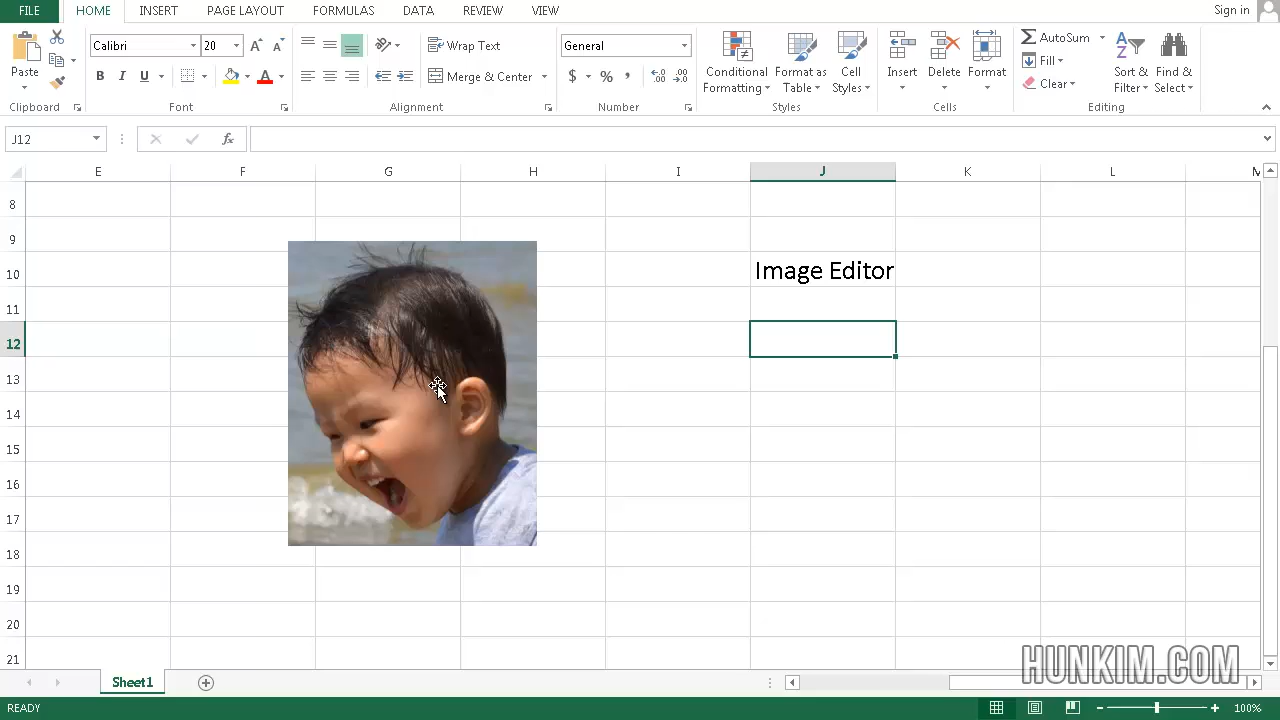 FILE HOME INSERT PAGE LAYOUT FORMULAS DATA REVIEW VIEW Sign in
Paste
Calibri 20
B I U
A A
A
Wrap Text
Merge & Center
General
$ % ,
Conditional Formatting
Format as Table
Cell Styles
Insert
Delete
Format
AutoSum
Fill
Clear
Sort & Filter
Find & Select
Clipboard Font Alignment Number Styles Cells Editing
J12 fx
E F G H I J K L M
8
9
10 Image Editor
11
12
13
14
15
16
17
18
19
20
21
HUNKIM.COM
Sheet1
READY 100%